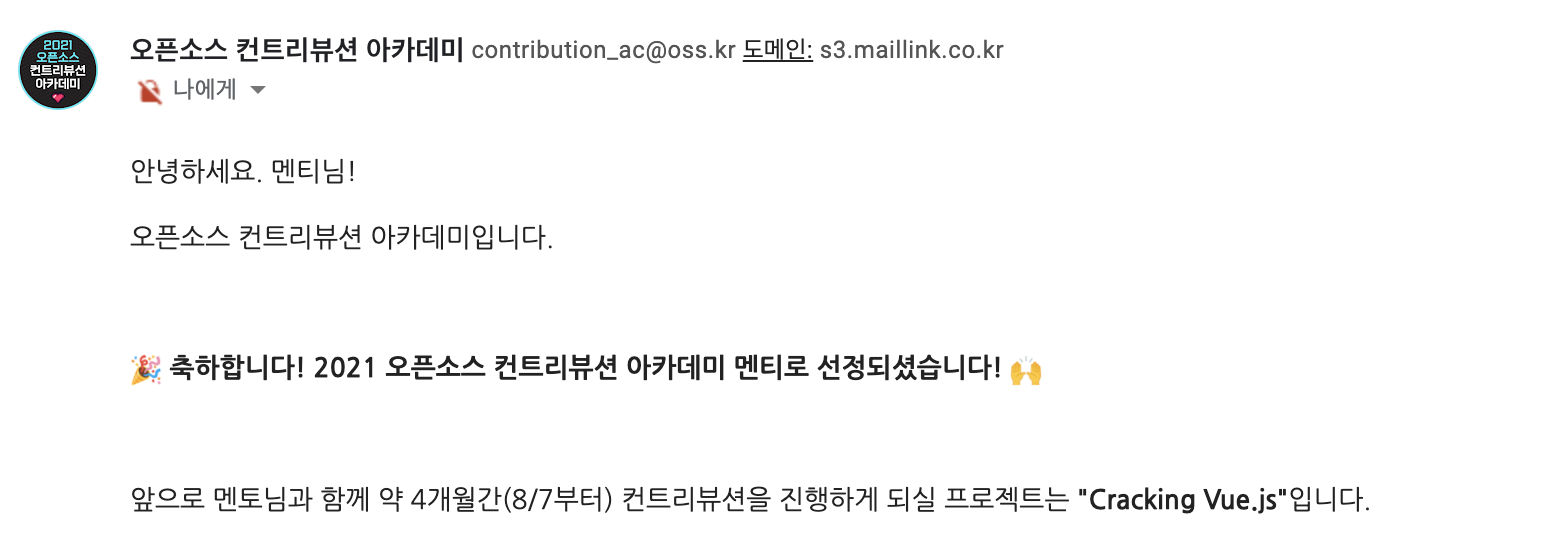 2021
오픈소스
컨트리뷰션
아카데미
오픈소스 컨트리뷰션 아카데미 contribution_ac@oss.kr 도메인: s3.maillink.co.kr
나에게
안녕하세요. 멘티님!
오픈소스 컨트리뷰션 아카데미입니다.
🎉 축하합니다! 2021 오픈소스 컨트리뷰션 아카데미 멘티로 선정되셨습니다! 🙌
앞으로 멘토님과 함께 약 4개월간(8/7부터) 컨트리뷰션을 진행하게 되실 프로젝트는 "Cracking Vue.js"입니다.